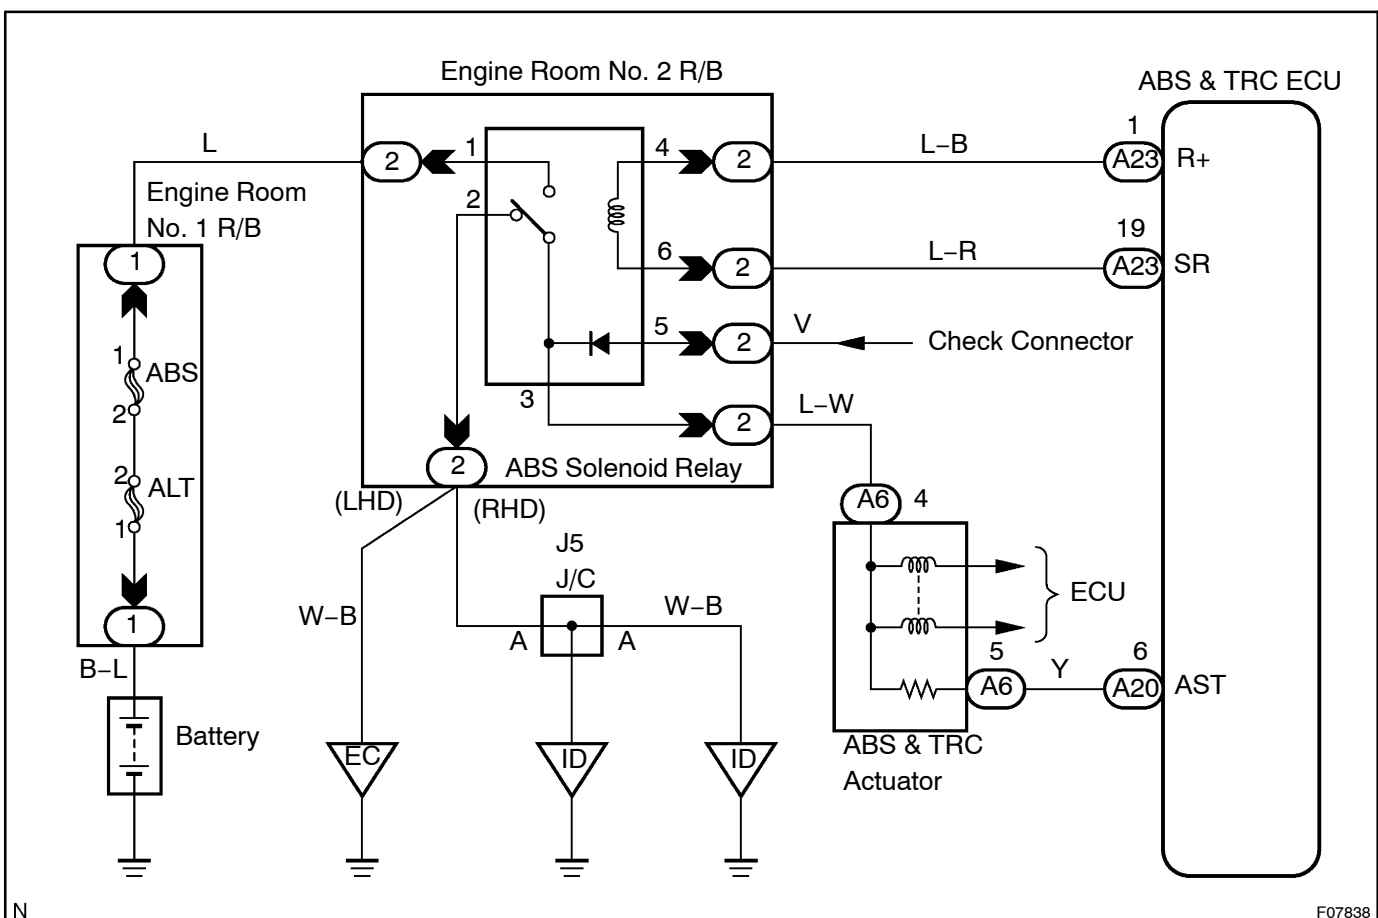 Engine Room No. 2 R/B
ABS & TRC ECU
L
2
1
4
2
L−B
1
A23
R+
Engine Room
No. 1 R/B
2
1
6
2
L−R
19
A23
SR
5
2
V
Check Connector
1
ABS
2
3
2
L−W
2
ABS Solenoid Relay
2
ALT
1
(LHD)
(RHD)
A6
4
J5
J/C
ECU
W−B
A
A
W−B
1
B−L
5
A6
Y
6
A20
AST
Battery
EC
ID
ID
ABS & TRC
Actuator
N
F07838